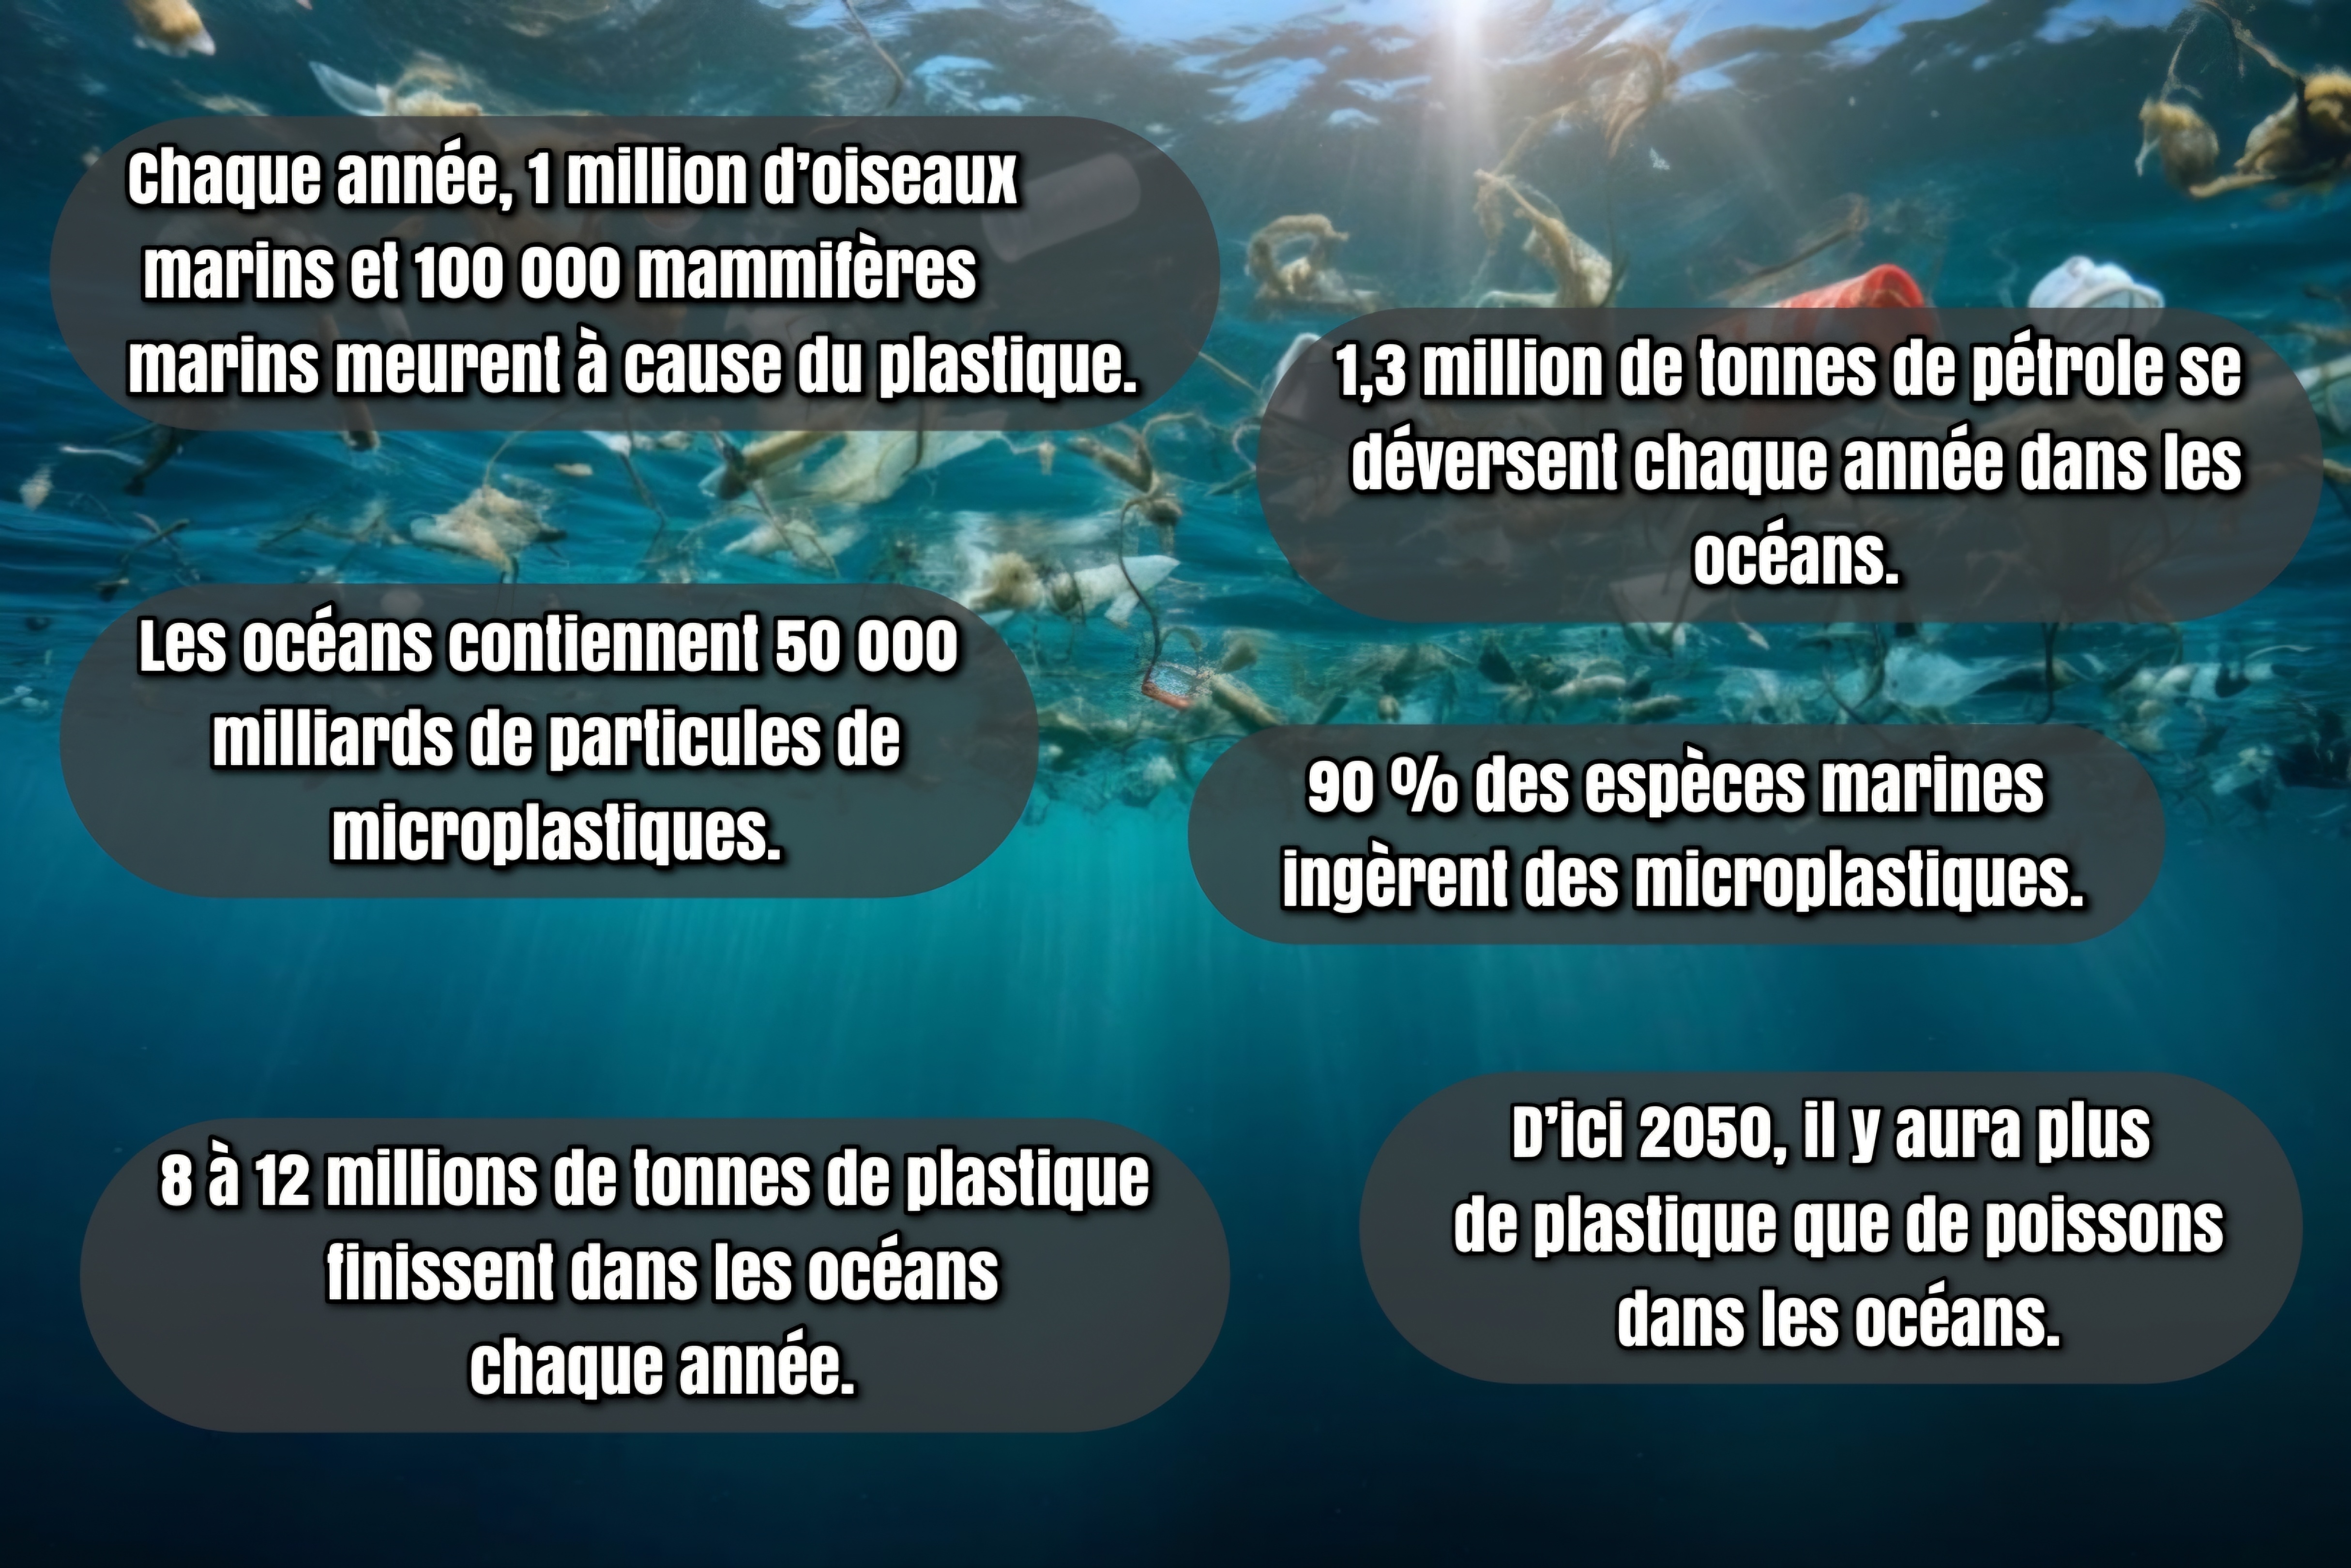 Chaque année, 1 million d'oiseaux
marins et 100 000 mammifères
marins meurent à cause du plastique.
1,3 million de tonnes de pétrole se
déversent chaque année dans les
océans.
Les océans contiennent 50 000
milliards de particules de
microplastiques.
90 % des espèces marines
ingèrent des microplastiques.
8 à 12 millions de tonnes de plastique
finissent dans les océans
chaque année.
D'ici 2050, il y aura plus
de plastique que de poissons
dans les océans.